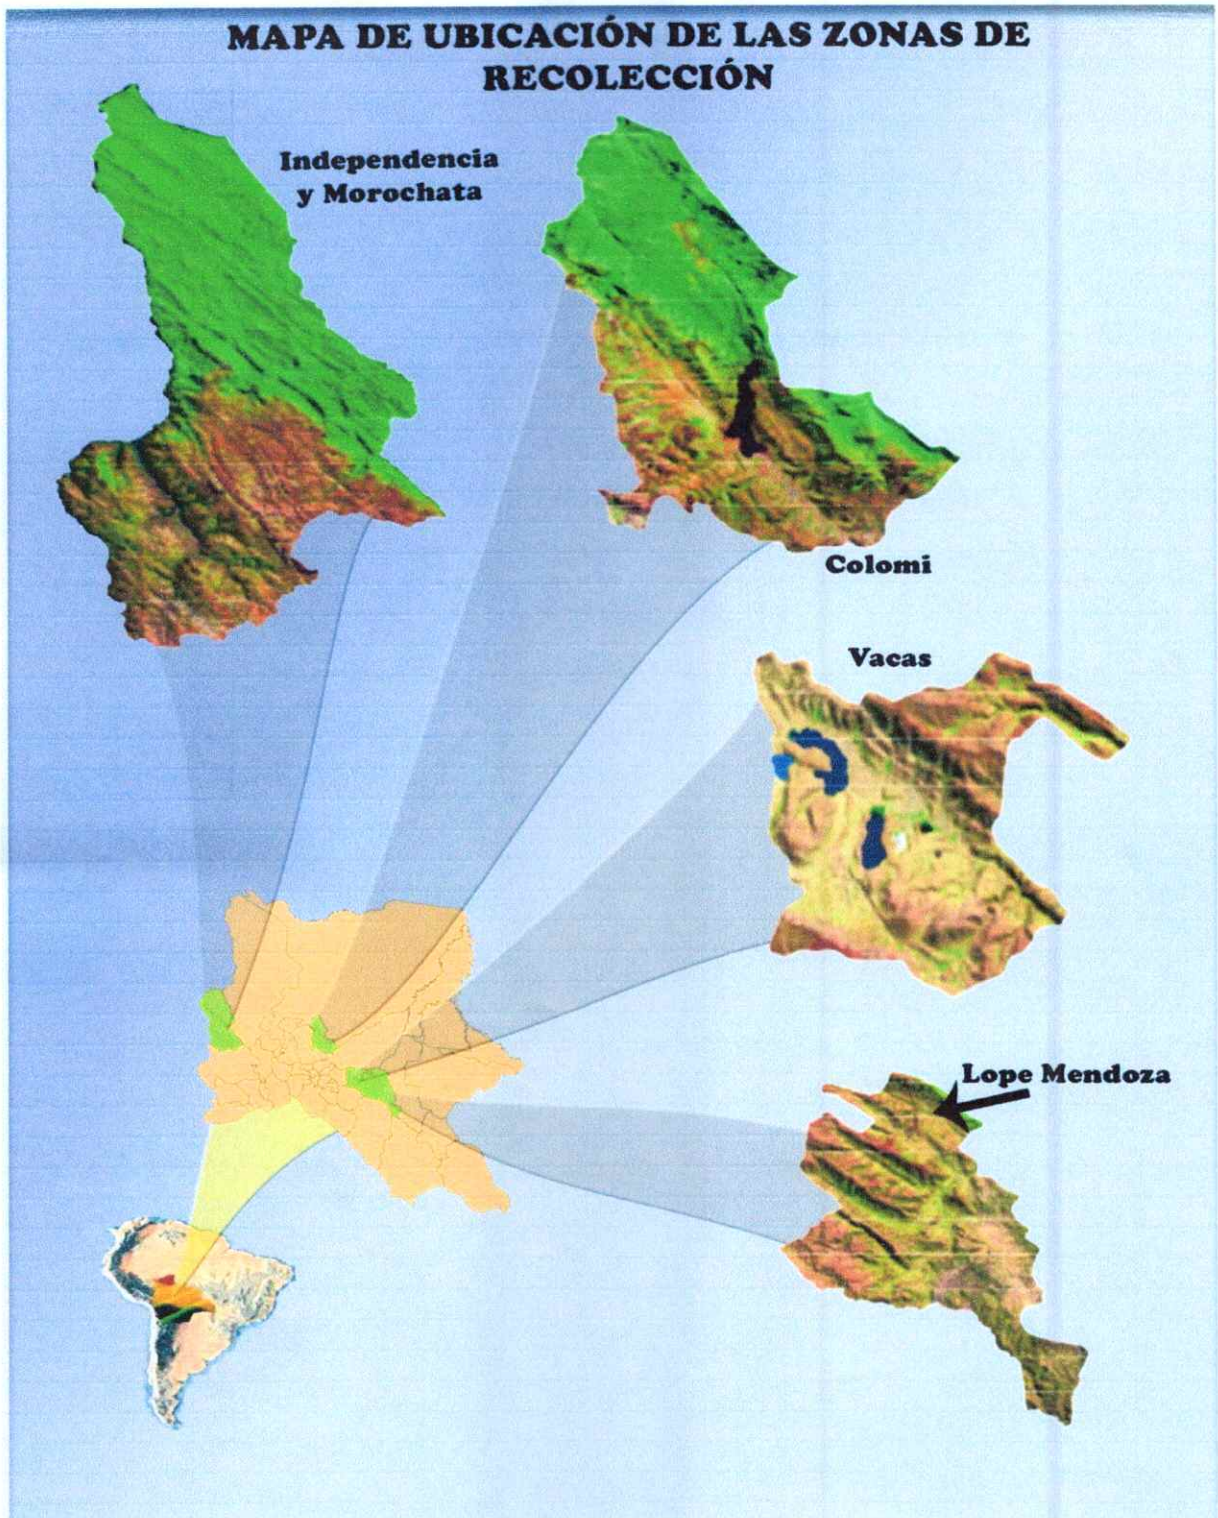 MAPA DE UBICACIÓN DE LAS ZONAS DE
RECOLECCIÓN
Independencia
y Morochata
Colomi
Vacas
Lope Mendoza